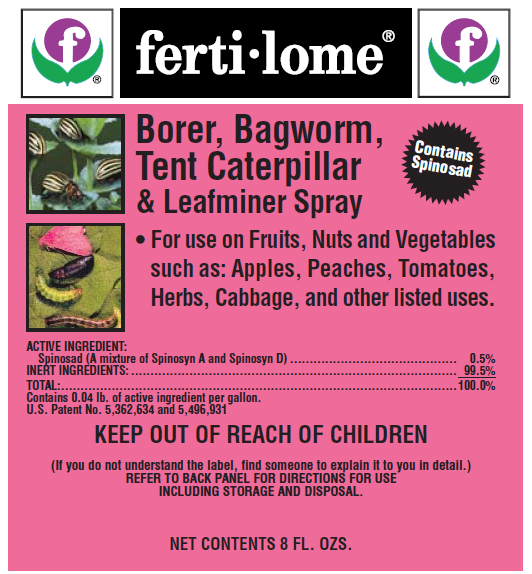 f ®
ferti·lome®
f ®
Borer, Bagworm,
Tent Caterpillar
& Leafminer Spray
Contains
Spinosad
• For use on Fruits, Nuts and Vegetables
such as: Apples, Peaches, Tomatoes,
Herbs, Cabbage, and other listed uses.
ACTIVE INGREDIENT:
Spinosad (A mixture of Spinosyn A and Spinosyn D) .......................................... 0.5%
INERT INGREDIENTS: .................................................................................. 99.5%
TOTAL:.................................................................................................... 100.0%
Contains 0.04 lb. of active ingredient per gallon.
U.S. Patent No. 5,362,634 and 5,496,931
KEEP OUT OF REACH OF CHILDREN
(If you do not understand the label, find someone to explain it to you in detail.)
REFER TO BACK PANEL FOR DIRECTIONS FOR USE
INCLUDING STORAGE AND DISPOSAL.
NET CONTENTS 8 FL. OZS.